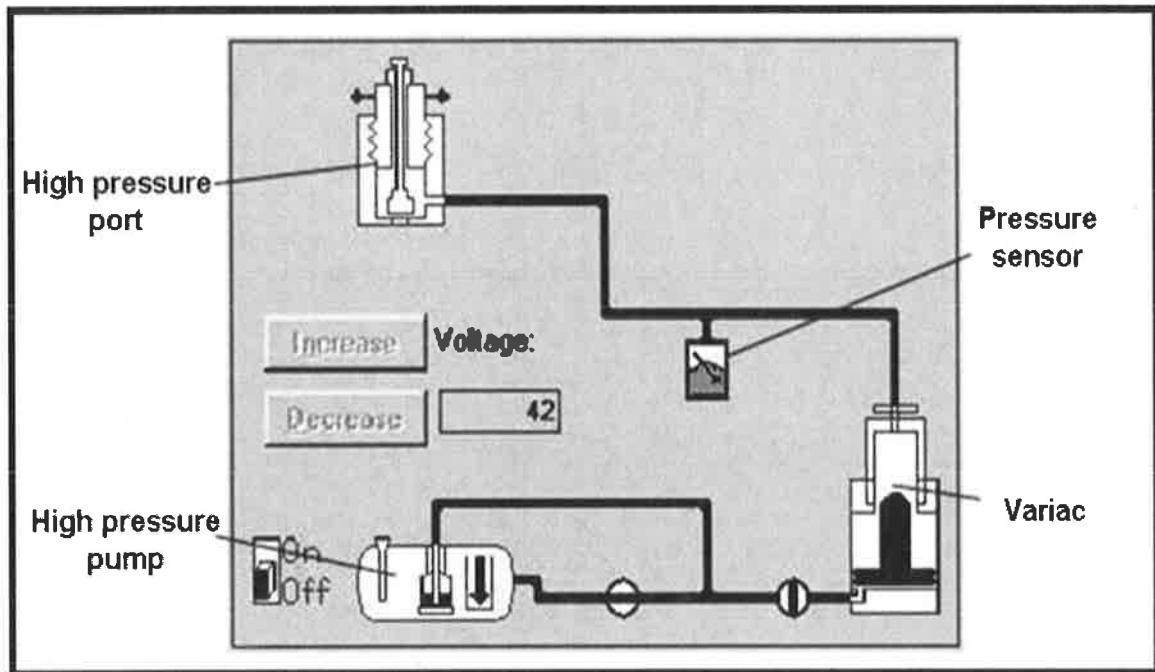 High pressure
port
Pressure
sensor
Increase
Voltage:
Decrease
42
High pressure
pump
On
Off
Variac